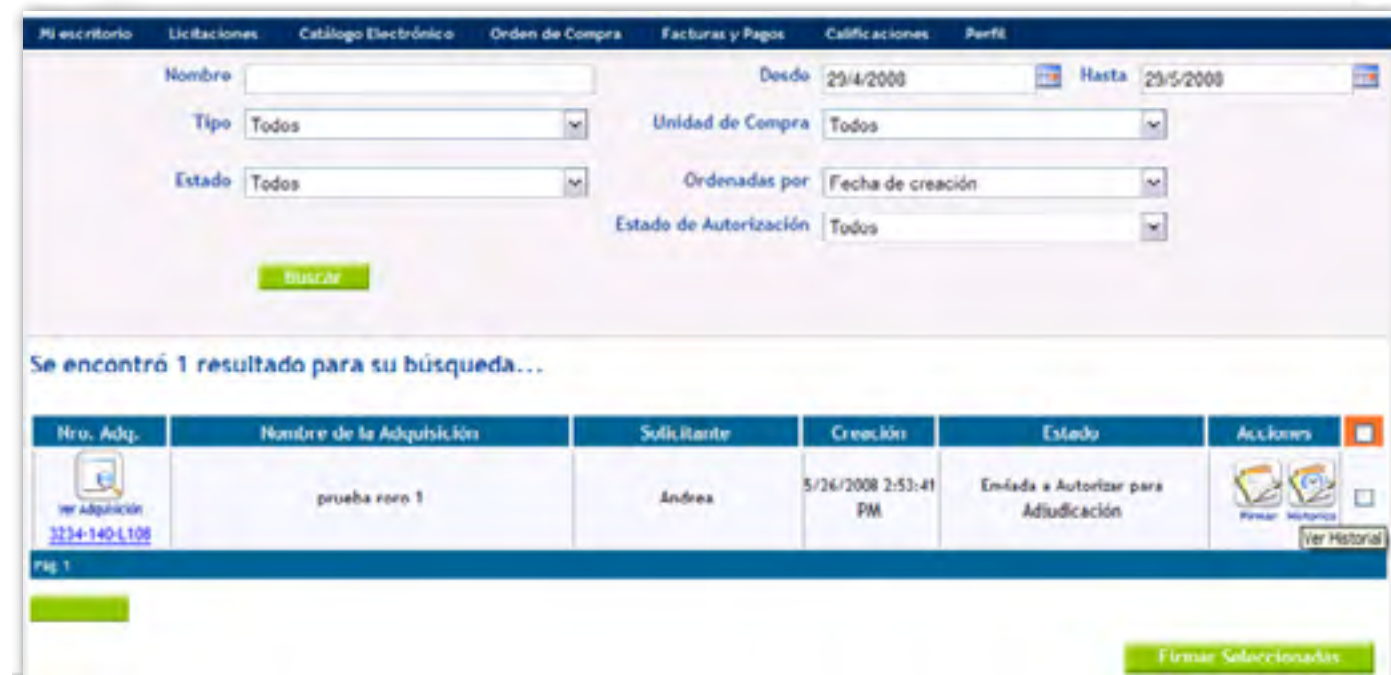 Mi escritorio Licitaciones Catálogo Electrónico Orden de Compra Facturas y Pagos Calificaciones Perfil
Nombre Desde 29/4/2008 Hasta 29/5/2008
Tipo Todos Unidad de Compra Todos
Estado Todos Ordenadas por Fecha de creación
Estado de Autorización Todos
Buscar
Se encontró 1 resultado para su búsqueda...
Nro. Adq. Nombre de la Adquisición Solicitante Creación Estado Acciones
Ver Adquisición
3234-140-L108
prueba roro 1
Andrea
5/26/2008 2:53:41
PM
Enviada a Autorizar para
Adjudicación
Firmar Historico
Ver Historial
Pág. 1
Firmar Seleccionadas